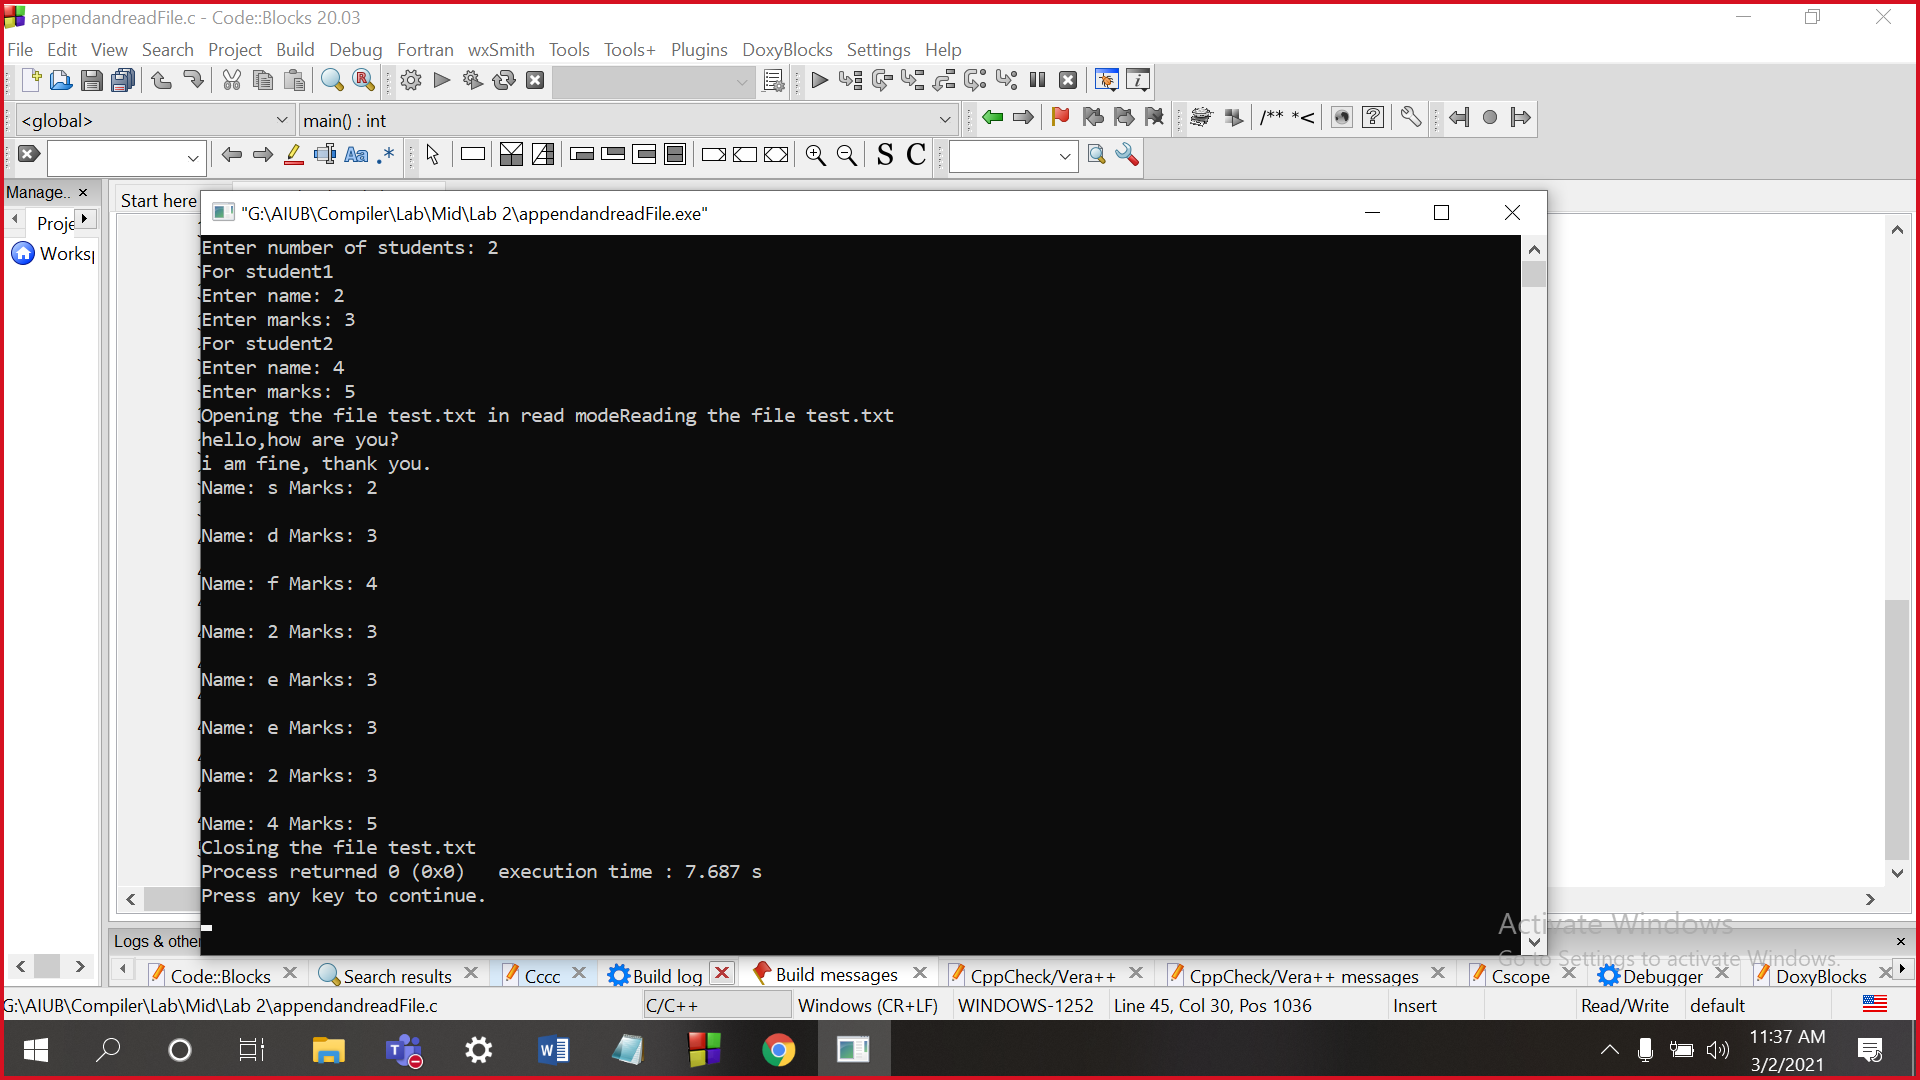 appendandreadFile.c - Code::Blocks 20.03
File Edit View Search Project Build Debug Fortran wxSmith Tools Tools+ Plugins DoxyBlocks Settings Help
<global> main() : int /** *<
Aa .* S C
Manage.. Start here
Proje
Worksp
"G:\AIUB\Compiler\Lab\Mid\Lab 2\appendandreadFile.exe"
Enter number of students: 2
For student1
Enter name: 2
Enter marks: 3
For student2
Enter name: 4
Enter marks: 5
Opening the file test.txt in read modeReading the file test.txt
hello,how are you?
i am fine, thank you.
Name: s Marks: 2
Name: d Marks: 3
Name: f Marks: 4
Name: 2 Marks: 3
Name: e Marks: 3
Name: e Marks: 3
Name: 2 Marks: 3
Name: 4 Marks: 5
Closing the file test.txt
Process returned 0 (0x0)   execution time : 7.687 s
Press any key to continue.
Activate Windows
Go to Settings to activate Windows.
Logs & other
Code::Blocks Search results Cccc Build log Build messages CppCheck/Vera++ CppCheck/Vera++ messages Cscope Debugger DoxyBlocks
G:\AIUB\Compiler\Lab\Mid\Lab 2\appendandreadFile.c C/C++ Windows (CR+LF) WINDOWS-1252 Line 45, Col 30, Pos 1036 Insert Read/Write default
11:37 AM
3/2/2021